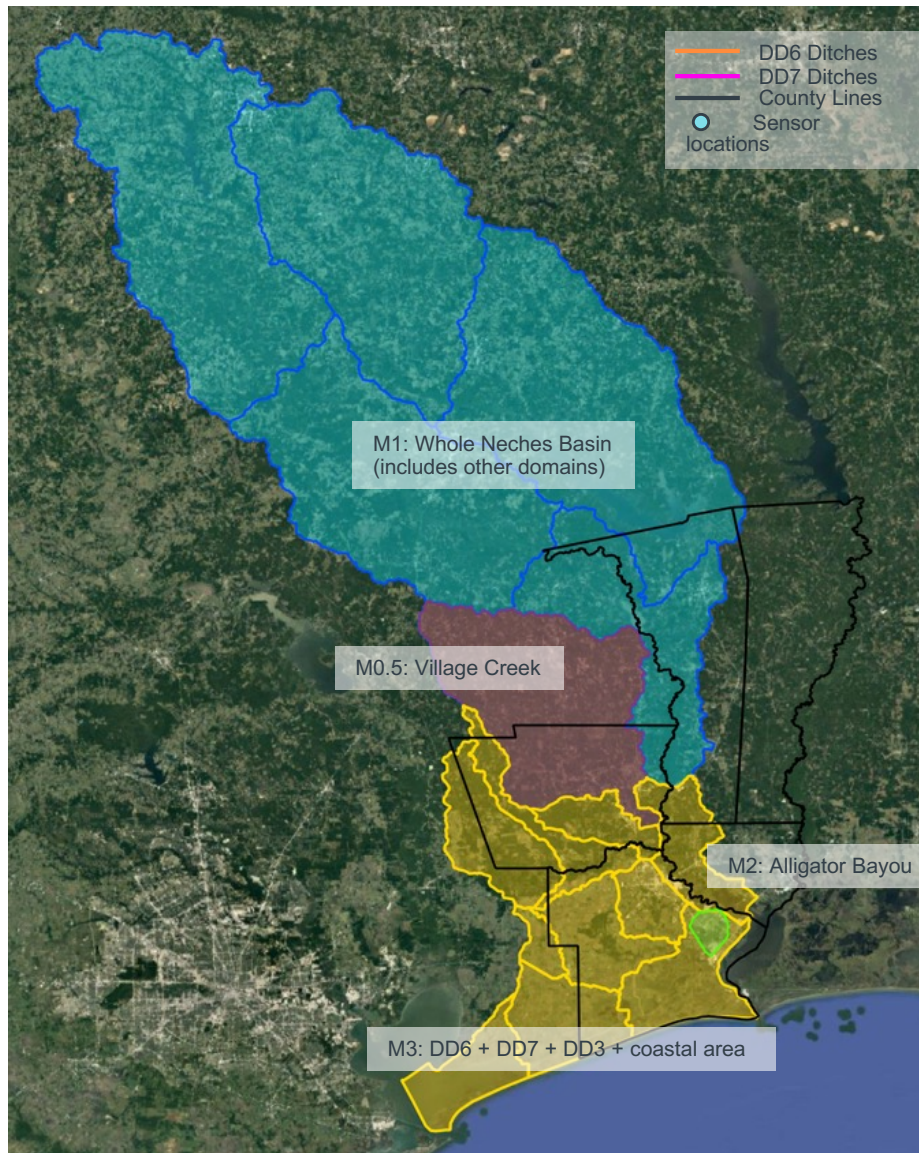 DD6 Ditches
DD7 Ditches
County Lines
Sensor
locations
M1: Whole Neches Basin
(includes other domains)
M0.5: Village Creek
M2: Alligator Bayou
M3: DD6 + DD7 + DD3 + coastal area